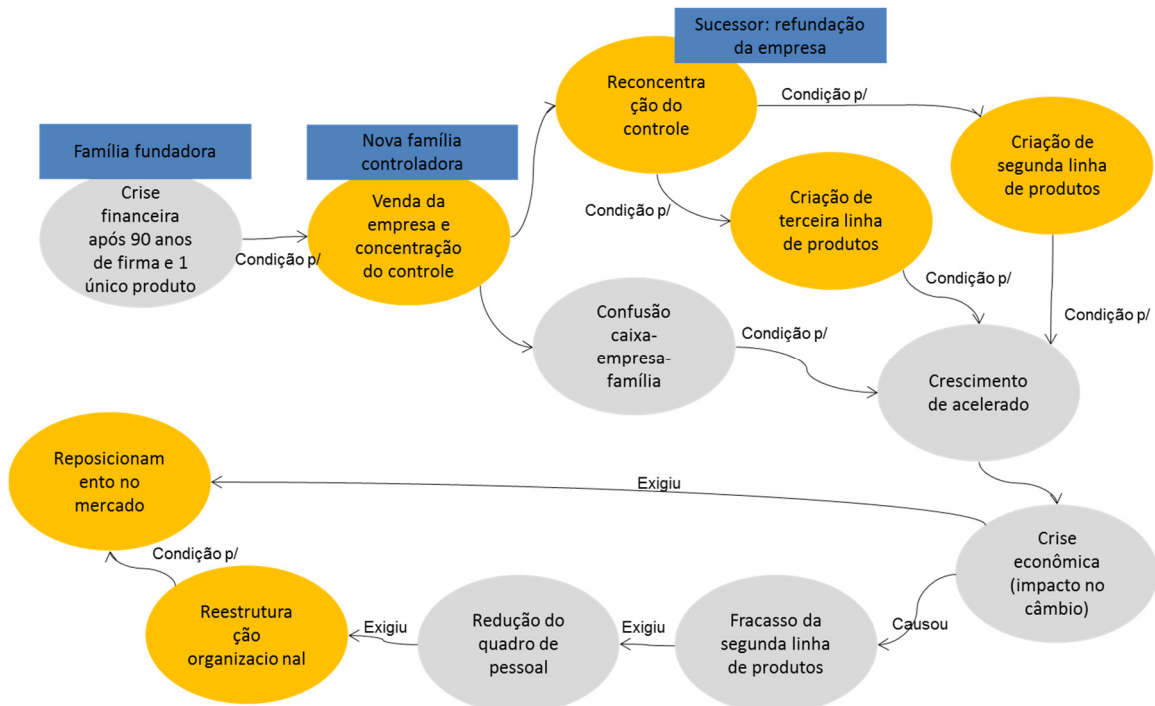 Sucessor: refundação
da empresa
Reconcentra
ção do
controle
Condição p/
Criação de
segunda linha
de produtos
Família fundadora
Crise
financeira
após 90 anos
de firma e 1
único produto
Condição p/
Nova família
controladora
Venda da
empresa e
concentração
do controle
Condição p/
Criação de
terceira linha
de produtos
Condição p/
Condição p/
Confusão
caixa-
empresa-
família
Condição p/
Crescimento
de acelerado
Reposicionam
ento no
mercado
Exigiu
Crise
econômica
(impacto no
câmbio)
Causou
Fracasso da
segunda linha
de produtos
Exigiu
Redução do
quadro de
pessoal
Exigiu
Reestrutura
ção
organizacio nal
Condição p/